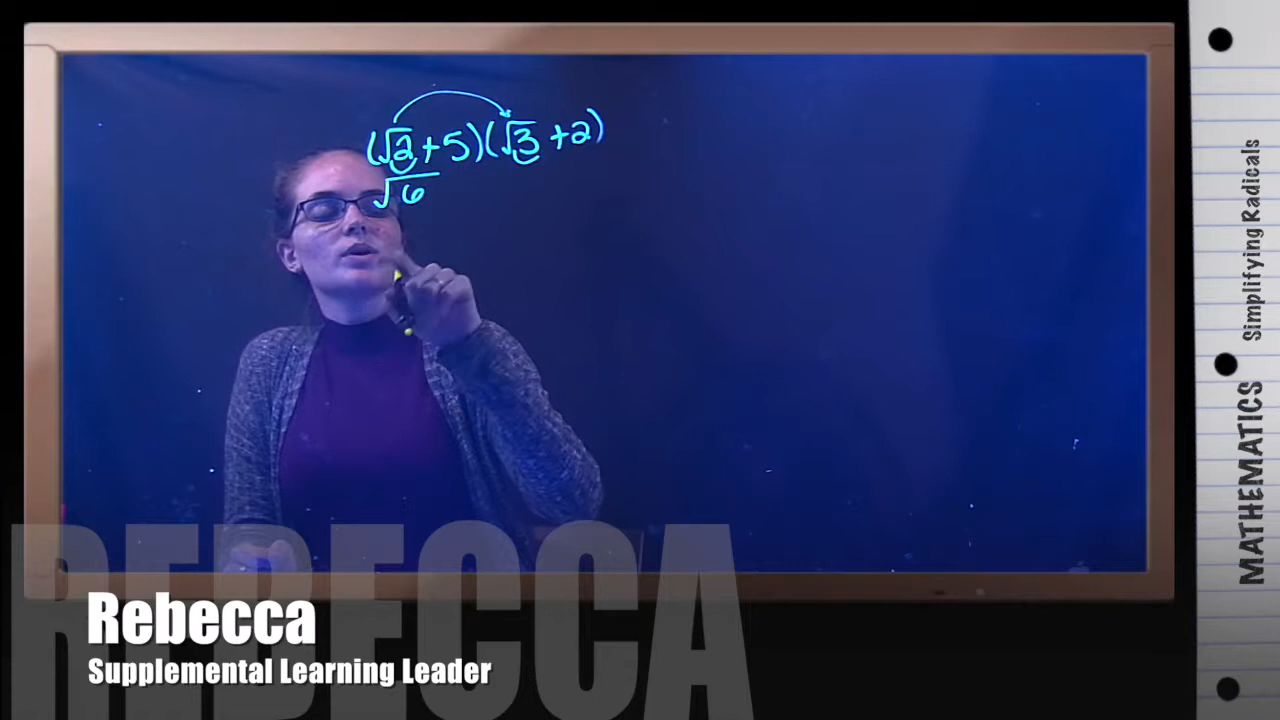 (√2+5)(√3+2)
√6
REBECCA
Rebecca
Supplemental Learning Leader
MATHEMATICS
Simplifying Radicals